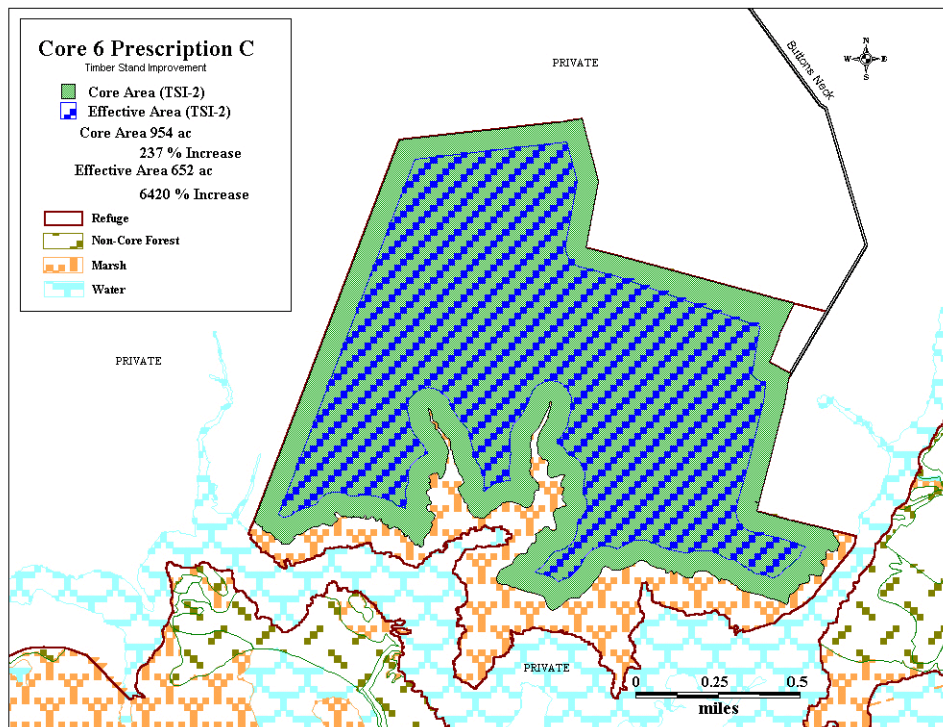 Core 6 Prescription C
Timber Stand Improvement
Core Area (TSI-2)
Effective Area (TSI-2)
Core Area 954 ac
237 % Increase
Effective Area 652 ac
6420 % Increase
Refuge
Non-Core Forest
Marsh
Water
PRIVATE
Buttons Neck
N
W E
S
PRIVATE
PRIVATE
0 0.25 0.5
miles